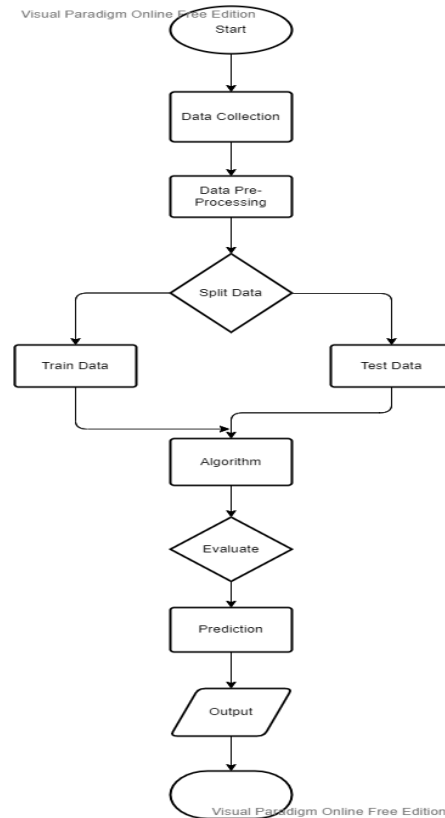 Visual Paradigm Online Free Edition
Start
Data Collection
Data Pre-
Processing
Split Data
Train Data
Test Data
Algorithm
Evaluate
Prediction
Output
Visual Paradigm Online Free Edition